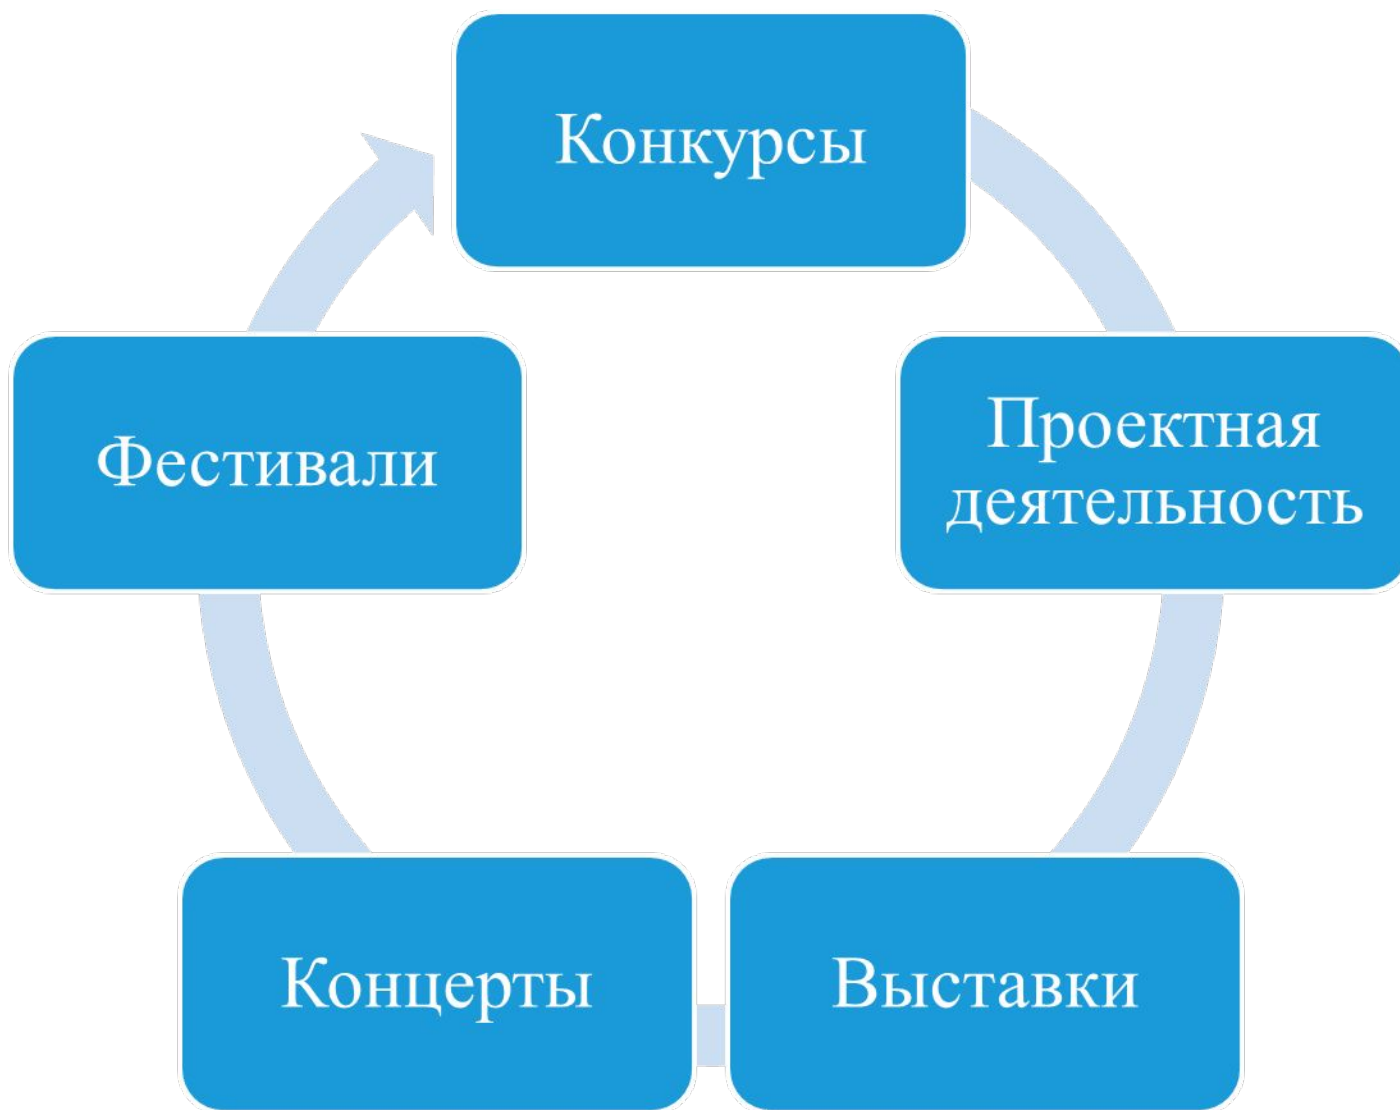 Конкурсы
Проектная
деятельность
Выставки
Концерты
Фестивали